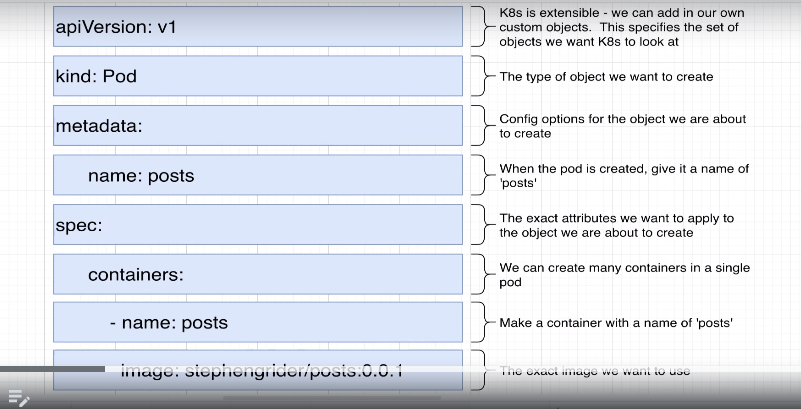 apiVersion: v1
K8s is extensible - we can add in our own
custom objects. This specifies the set of
objects we want K8s to look at
kind: Pod
The type of object we want to create
metadata:
Config options for the object we are about
to create
name: posts
When the pod is created, give it a name of
'posts'
spec:
The exact attributes we want to apply to
the object we are about to create
containers:
We can create many containers in a single
pod
- name: posts
Make a container with a name of 'posts'
image: stephengrider/posts:0.0.1
The exact image we want to use